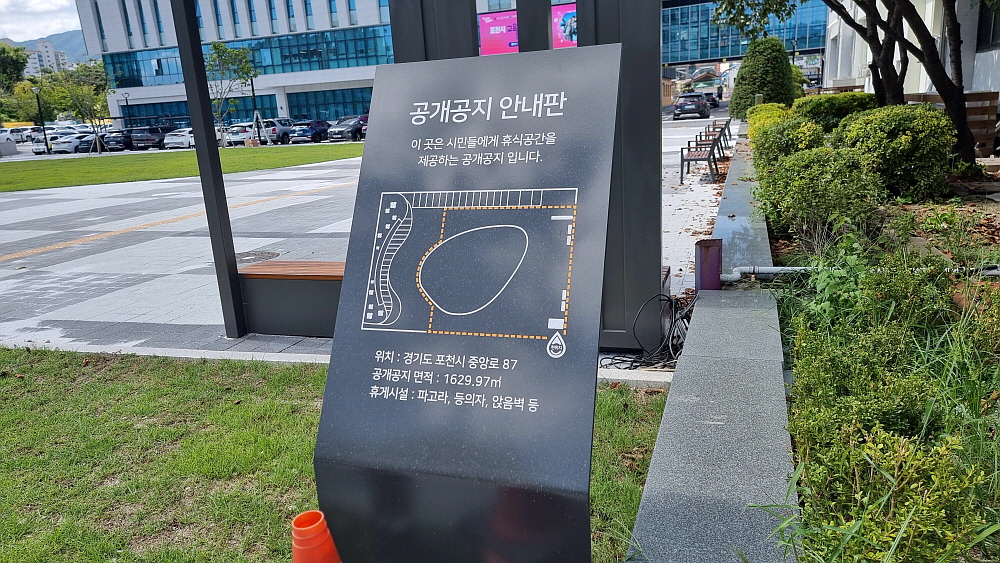 공개공지 안내판
이 곳은 시민들에게 휴식공간을
제공하는 공개공지 입니다.
위치 : 경기도 포천시 중앙로 87
공개공지 면적 : 1629.97㎡
휴게시설 : 파고라, 등의자, 앉음벽 등